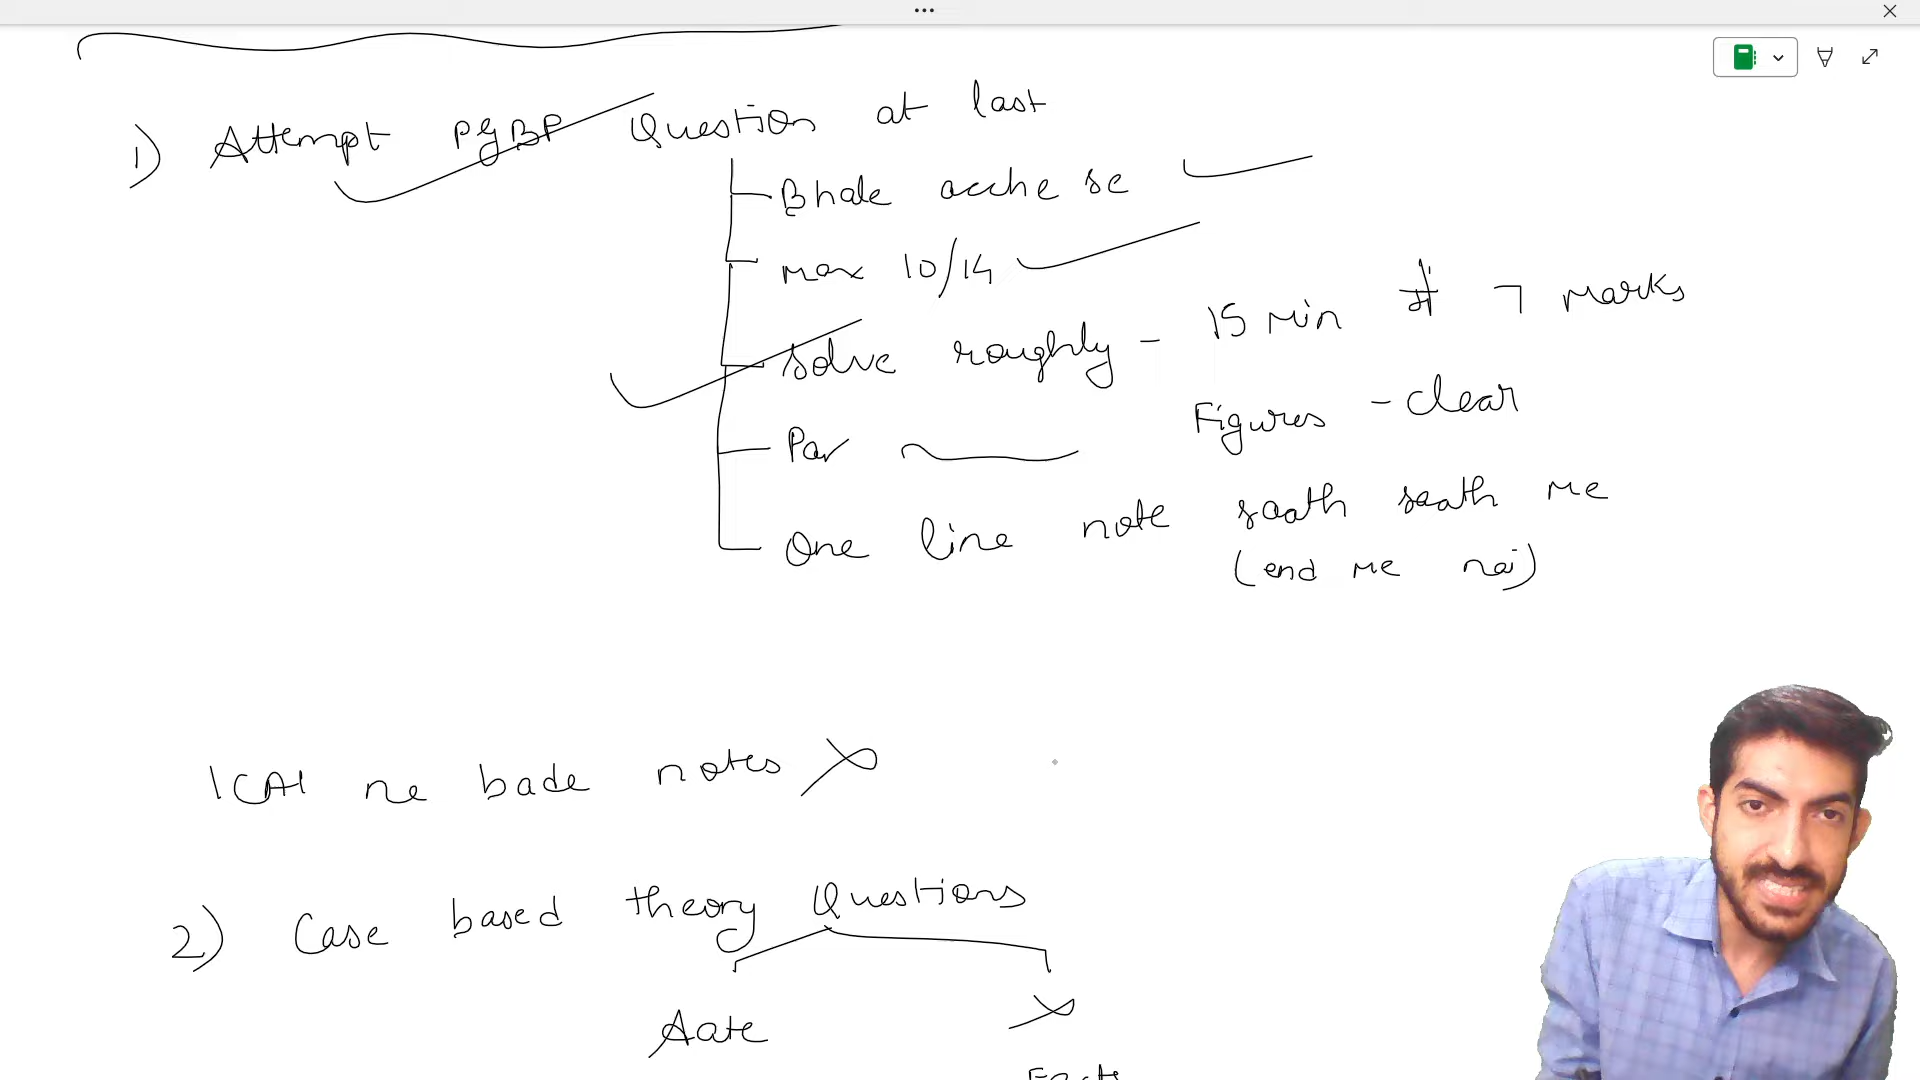 1) Attempt PGBP Question at last
Bhale acche se
max 10/14
solve roughly - 15 min # 7 marks
Figures - clear
Par
One line note saath saath me
(end me nai)
ICAI ne bade notes
2) Case based theory Questions
Aate